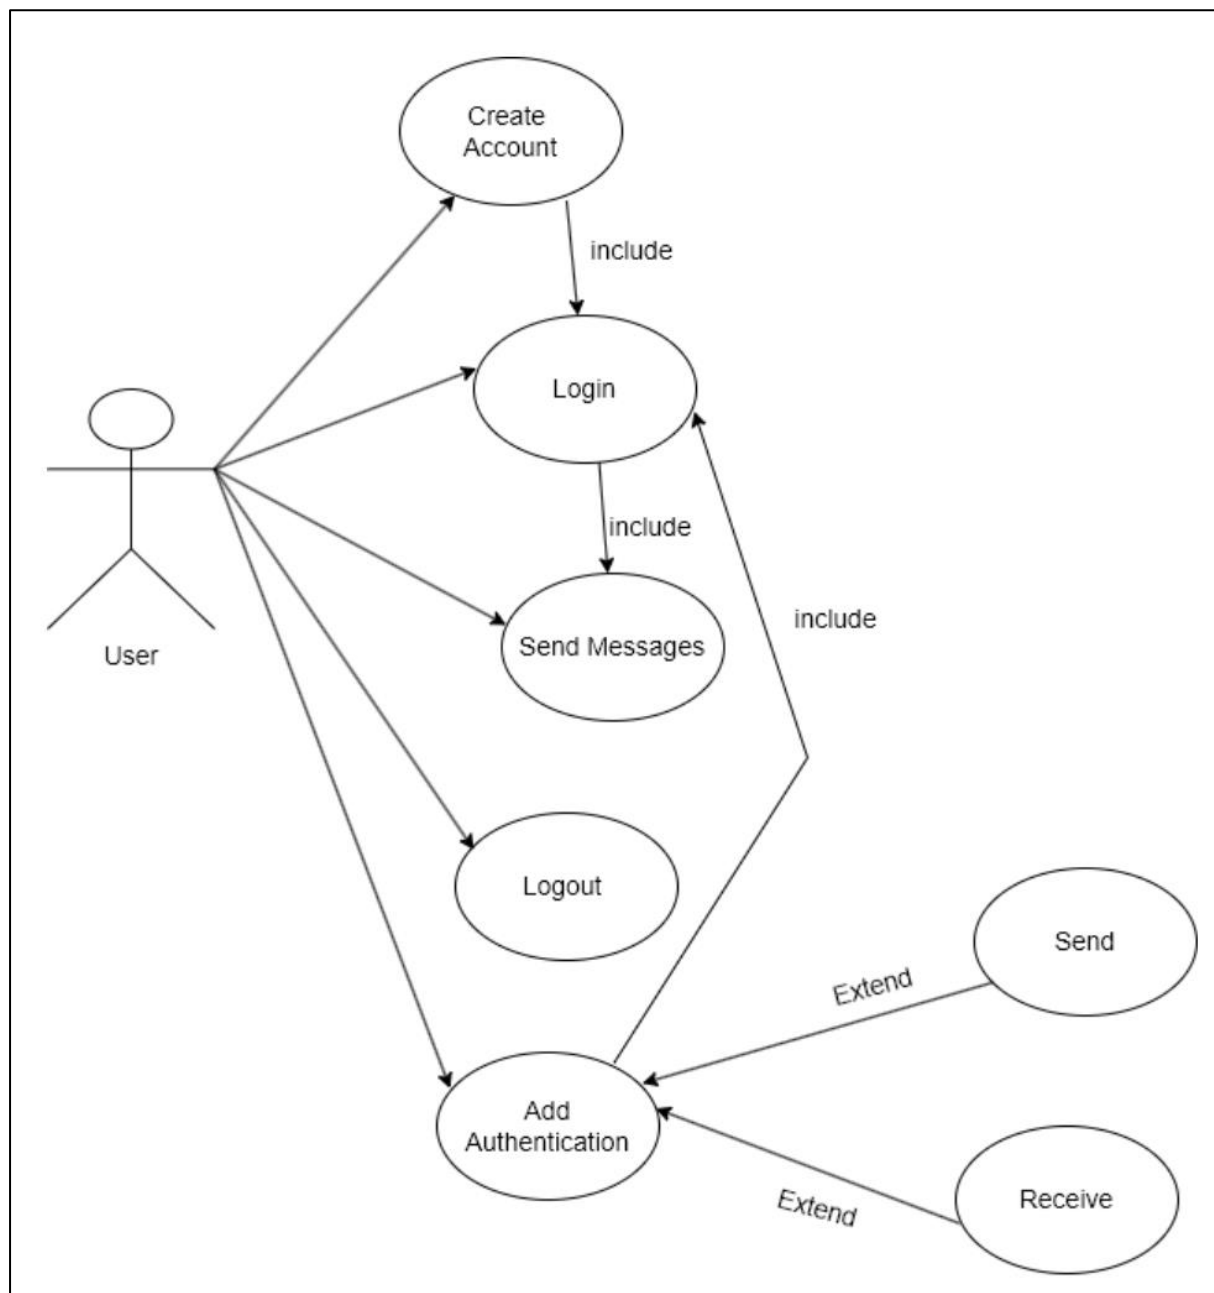 Create
Account
include
Login
include
Send Messages
include
User
Logout
Send
Extend
Add
Authentication
Receive
Extend